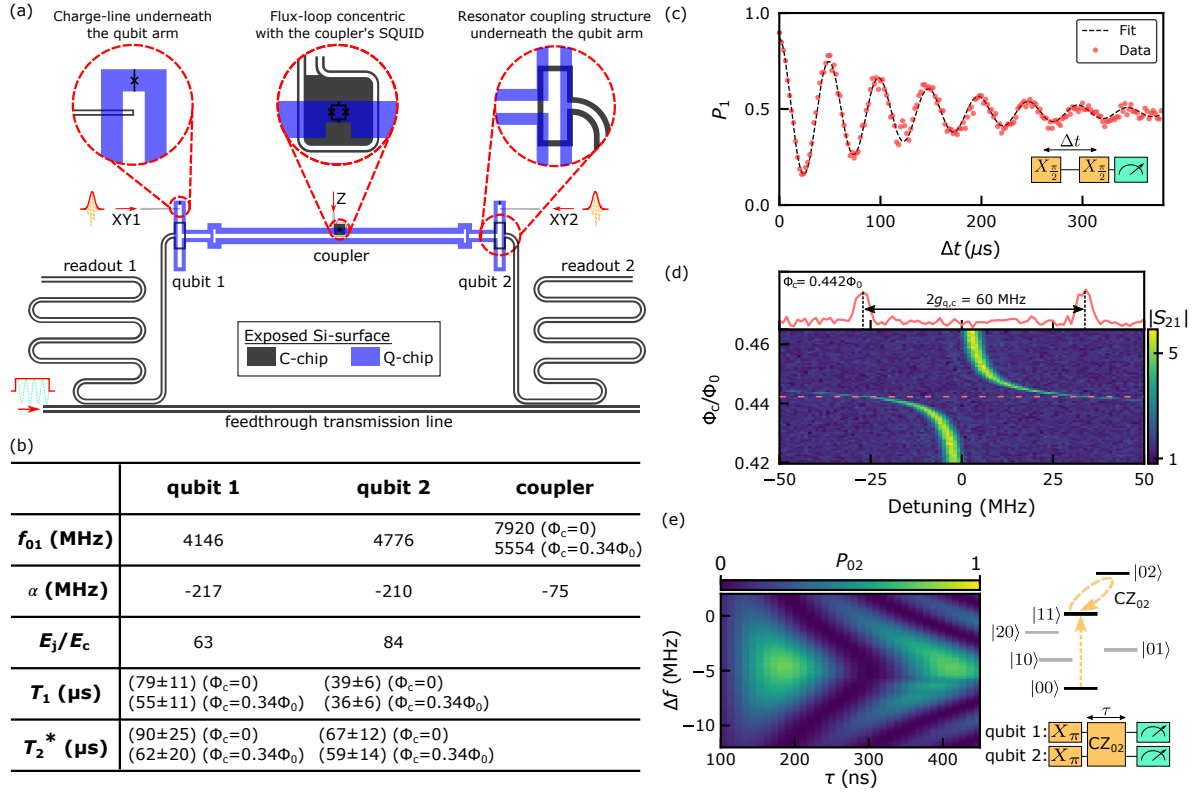 (a)
Charge-line underneath
the qubit arm
Flux-loop concentric
with the coupler's SQUID
Resonator coupling structure
underneath the qubit arm
XY1
Z
XY2
coupler
readout 1
qubit 1
qubit 2
readout 2
Exposed Si-surface
C-chip
Q-chip
feedthrough transmission line
(b)
qubit 1 qubit 2 coupler
f01 (MHz) 4146 4776 7920 (Φc=0)
5554 (Φc=0.34Φ0)
α (MHz) -217 -210 -75
Ej/Ec 63 84
T1 (μs) (79±11) (Φc=0) (39±6) (Φc=0)
(55±11) (Φc=0.34Φ0) (36±6) (Φc=0.34Φ0)
T2* (μs) (90±25) (Φc=0) (67±12) (Φc=0)
(62±20) (Φc=0.34Φ0) (59±14) (Φc=0.34Φ0)
(c)
1.0
0.5
0.0
P1
Fit
Data
Δt
Xπ/2 Xπ/2
0 100 200 300
Δt (μs)
(d)
Φc= 0.442Φ0
2gq,c = 60 MHz
|S21|
5
1
0.46
0.44
0.42
Φc/Φ0
−50 −25 0 25 50
Detuning (MHz)
(e)
0 P02 1
0
−5
−10
Δf (MHz)
100 200 300 400
τ (ns)
|02⟩
CZ02
|11⟩
|20⟩
|01⟩
|10⟩
|00⟩
τ
qubit 1: Xπ
CZ02
qubit 2: Xπ